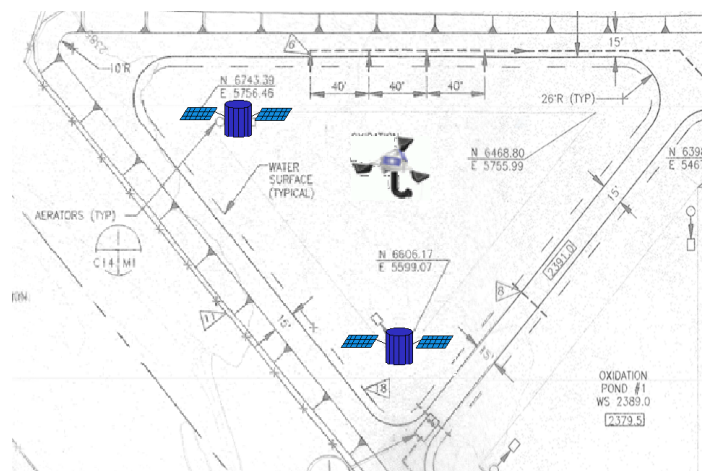 6
15'
10'R
N 6743.39
E 5756.46
40'
40"
40"
26'R (TYP)
N 6468.80
E 5755.99
N 6398
E 546
WATER
SURFACE
(TYPICAL)
15'
AERATORS (TYP)
C14 M1
N 6606.17
E 5599.07
2391.0
8
11
15'
15'
18
OXIDATION
POND #1
WS 2389.0
2379.5